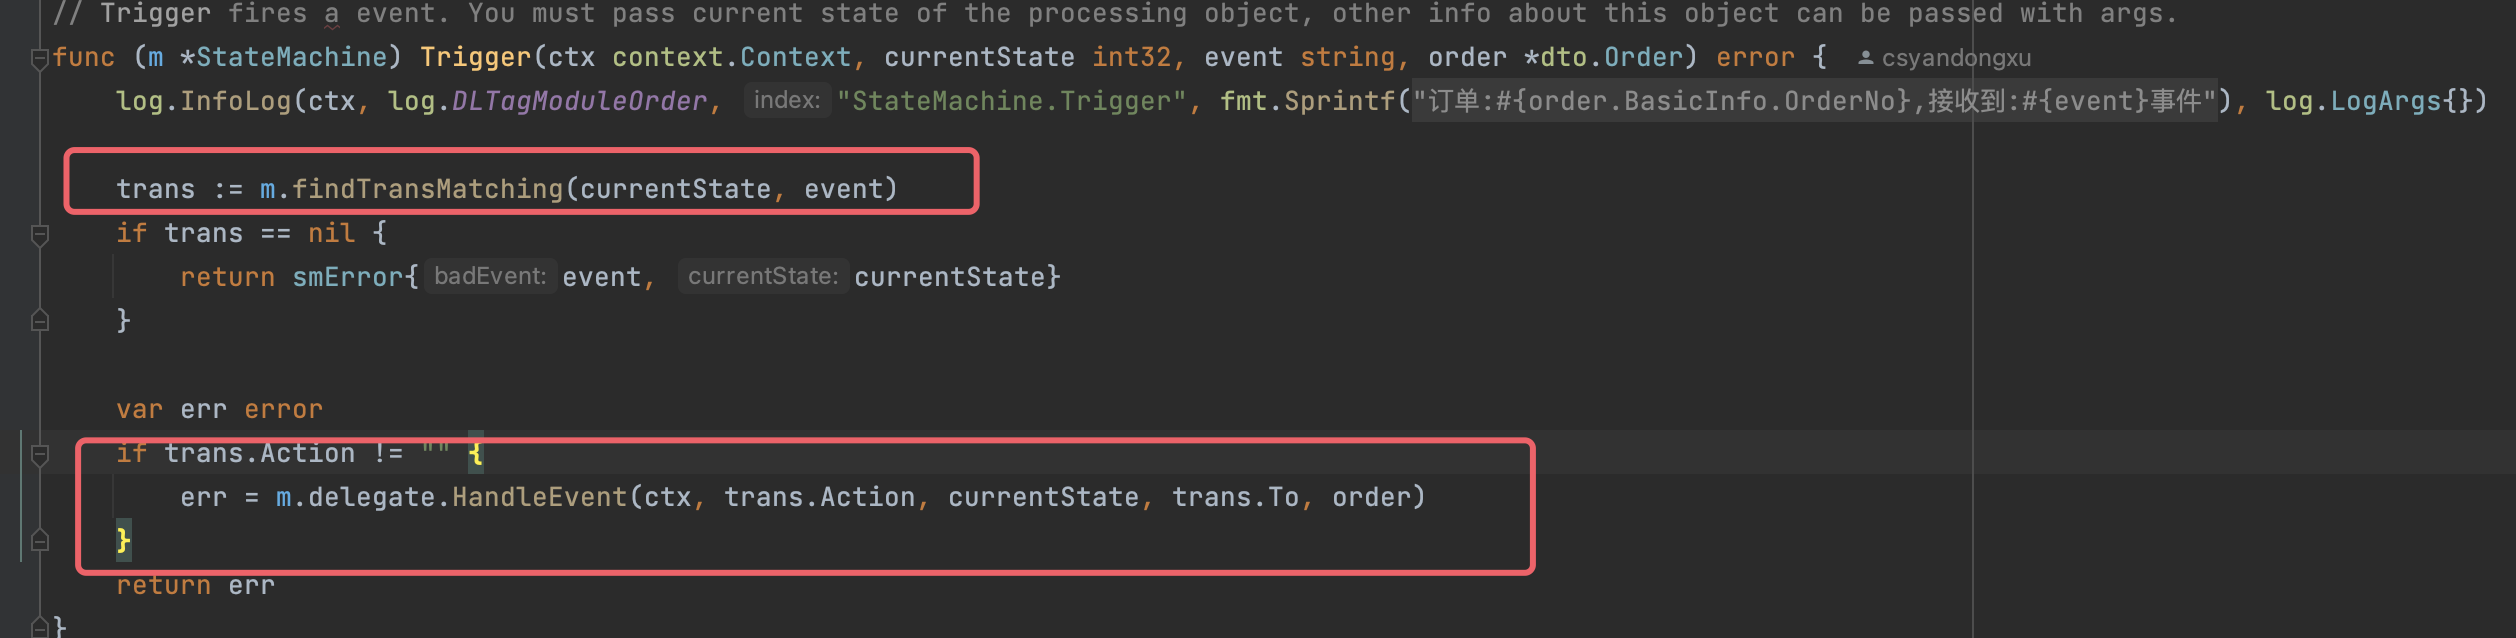 // Trigger fires a event. You must pass current state of the processing object, other info about this object can be passed with args.
func (m *StateMachine) Trigger(ctx context.Context, currentState int32, event string, order *dto.Order) error { csyandongxu
log.InfoLog(ctx, log.DLTagModuleOrder, index: "StateMachine.Trigger", fmt.Sprintf("订单:#{order.BasicInfo.OrderNo},接收到:#{event}事件"), log.LogArgs{})
trans := m.findTransMatching(currentState, event)
if trans == nil {
return smError{ badEvent: event, currentState: currentState}
}
var err error
if trans.Action != "" {
err = m.delegate.HandleEvent(ctx, trans.Action, currentState, trans.To, order)
}
return err
}